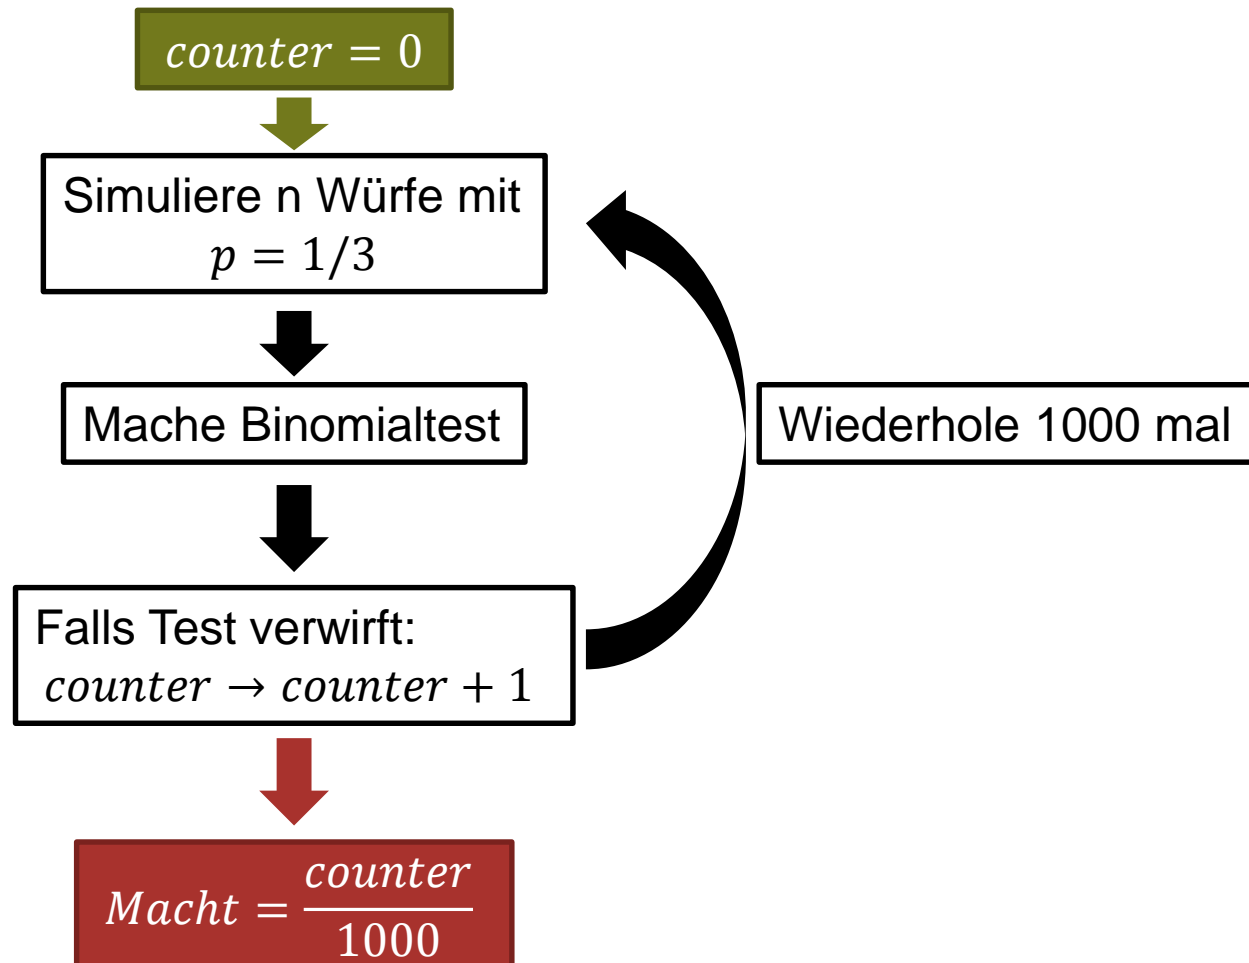 counter = 0
Simuliere n Würfe mit
p = 1/3
Mache Binomialtest
Wiederhole 1000 mal
Falls Test verwirft:
counter → counter + 1
Macht = counter
1000